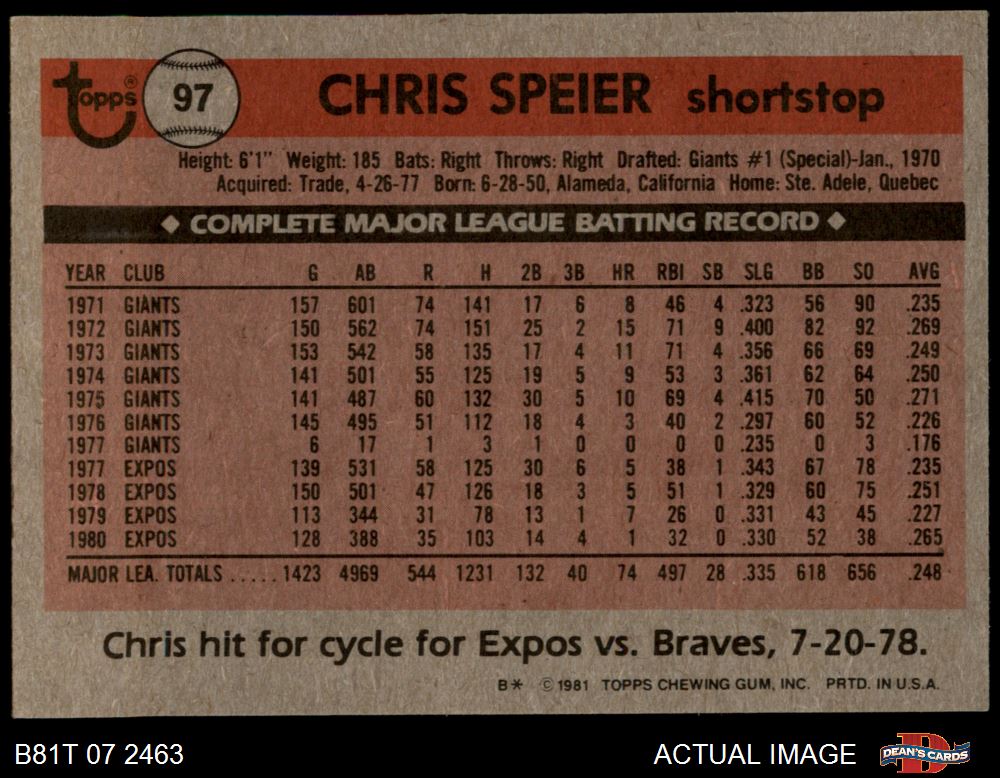 Topps® 97 CHRIS SPEIER shortstop
Height: 6'1" Weight: 185 Bats: Right Throws: Right Drafted: Giants #1 (Special)-Jan., 1970
Acquired: Trade, 4-26-77 Born: 6-28-50, Alameda, California Home: Ste. Adele, Quebec
◆ COMPLETE MAJOR LEAGUE BATTING RECORD ◆
YEAR CLUB G AB R H 2B 3B HR RBI SB SLG BB SO AVG
1971 GIANTS 157 601 74 141 17 6 8 46 4 .323 56 90 .235
1972 GIANTS 150 562 74 151 25 2 15 71 9 .400 82 92 .269
1973 GIANTS 153 542 58 135 17 4 11 71 4 .356 66 69 .249
1974 GIANTS 141 501 55 125 19 5 9 53 3 .361 62 64 .250
1975 GIANTS 141 487 60 132 30 5 10 69 4 .415 70 50 .271
1976 GIANTS 145 495 51 112 18 4 3 40 2 .297 60 52 .226
1977 GIANTS 6 17 1 3 1 0 0 0 0 .235 0 3 .176
1977 EXPOS 139 531 58 125 30 6 5 38 1 .343 67 78 .235
1978 EXPOS 150 501 47 126 18 3 5 51 1 .329 60 75 .251
1979 EXPOS 113 344 31 78 13 1 7 26 0 .331 43 45 .227
1980 EXPOS 128 388 35 103 14 4 1 32 0 .330 52 38 .265
MAJOR LEA. TOTALS ..... 1423 4969 544 1231 132 40 74 497 28 .335 618 656 .248
Chris hit for cycle for Expos vs. Braves, 7-20-78.
B* © 1981 TOPPS CHEWING GUM, INC. PRTD. IN U.S.A.
B81T 07 2463 ACTUAL IMAGE DEAN'S CARDS